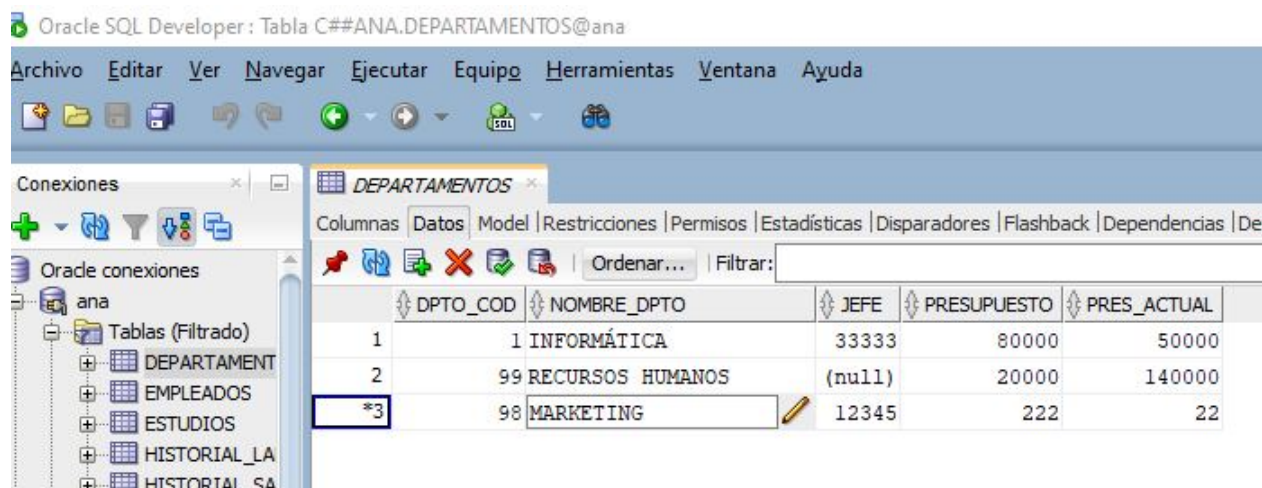 Oracle SQL Developer : Tabla C##ANA.DEPARTAMENTOS@ana
Archivo Editar Ver Navegar Ejecutar Equipo Herramientas Ventana Ayuda
SQL
Conexiones
DEPARTAMENTOS
Columnas Datos Model Restricciones Permisos Estadísticas Disparadores Flashback Dependencias De
Ordenar... Filtrar:
Oracle conexiones
ana
Tablas (Filtrado)
DEPARTAMENT
EMPLEADOS
ESTUDIOS
HISTORIAL_LA
HISTORIAL_SA
DPTO_COD NOMBRE_DPTO JEFE PRESUPUESTO PRES_ACTUAL
1 1 INFORMÁTICA 33333 80000 50000
2 99 RECURSOS HUMANOS (null) 20000 140000
*3 98 MARKETING 12345 222 22